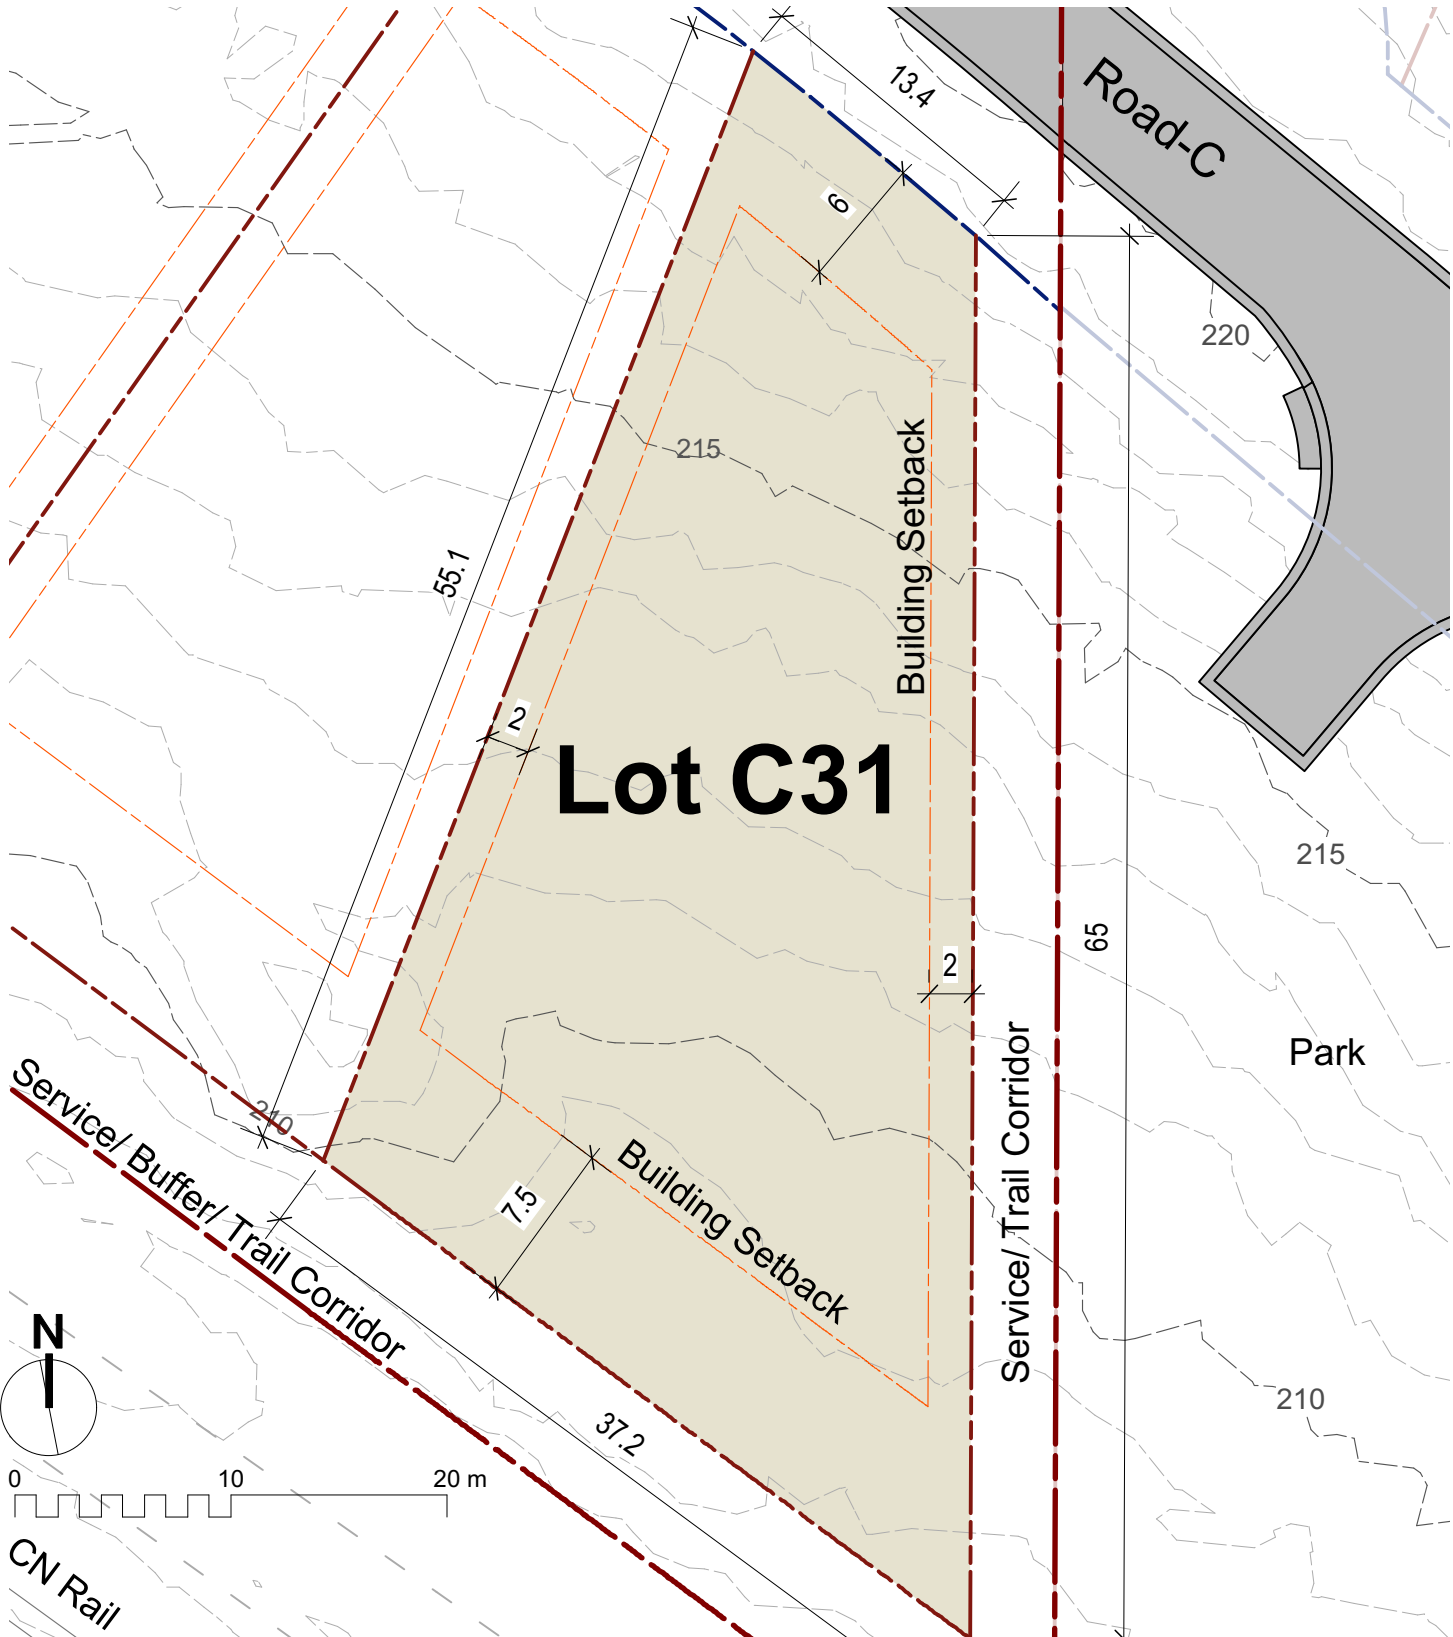 13.4
Road-C
6
220
215
Building Setback
55.1
2
Lot C31
215
65
2
Park
210
Service/ Buffer/ Trail Corridor
Service/ Trail Corridor
Building Setback
7.5
N
37.2
210
0 10 20 m
CN Rail